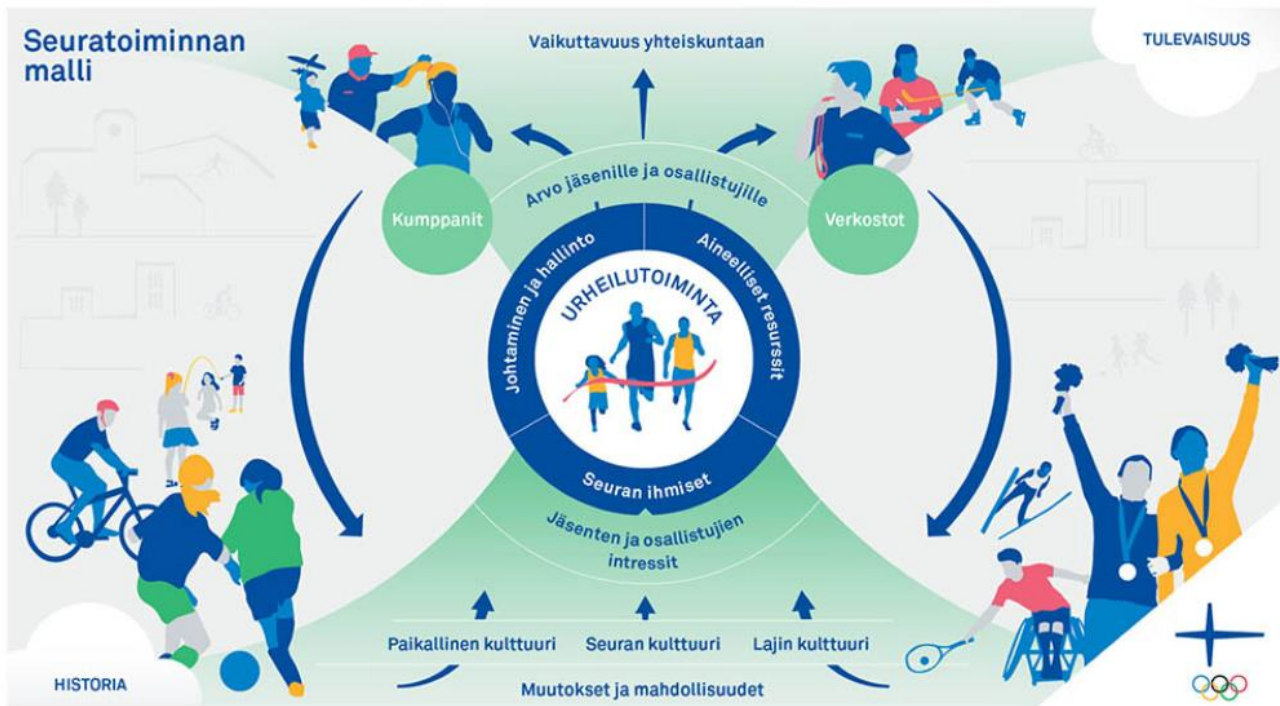 Seuratoiminnan
malli
Vaikuttavuus yhteiskuntaan
TULEVAISUUS
Arvo jäsenille ja osallistujille
Kumppanit
Verkostot
Johtaminen ja hallinto
Aineelliset resurssit
URHEILUTOIMINTA
Seuran ihmiset
Jäsenten ja osallistujien
intressit
Paikallinen kulttuuri
Seuran kulttuuri
Lajin kulttuuri
HISTORIA
Muutokset ja mahdollisuudet